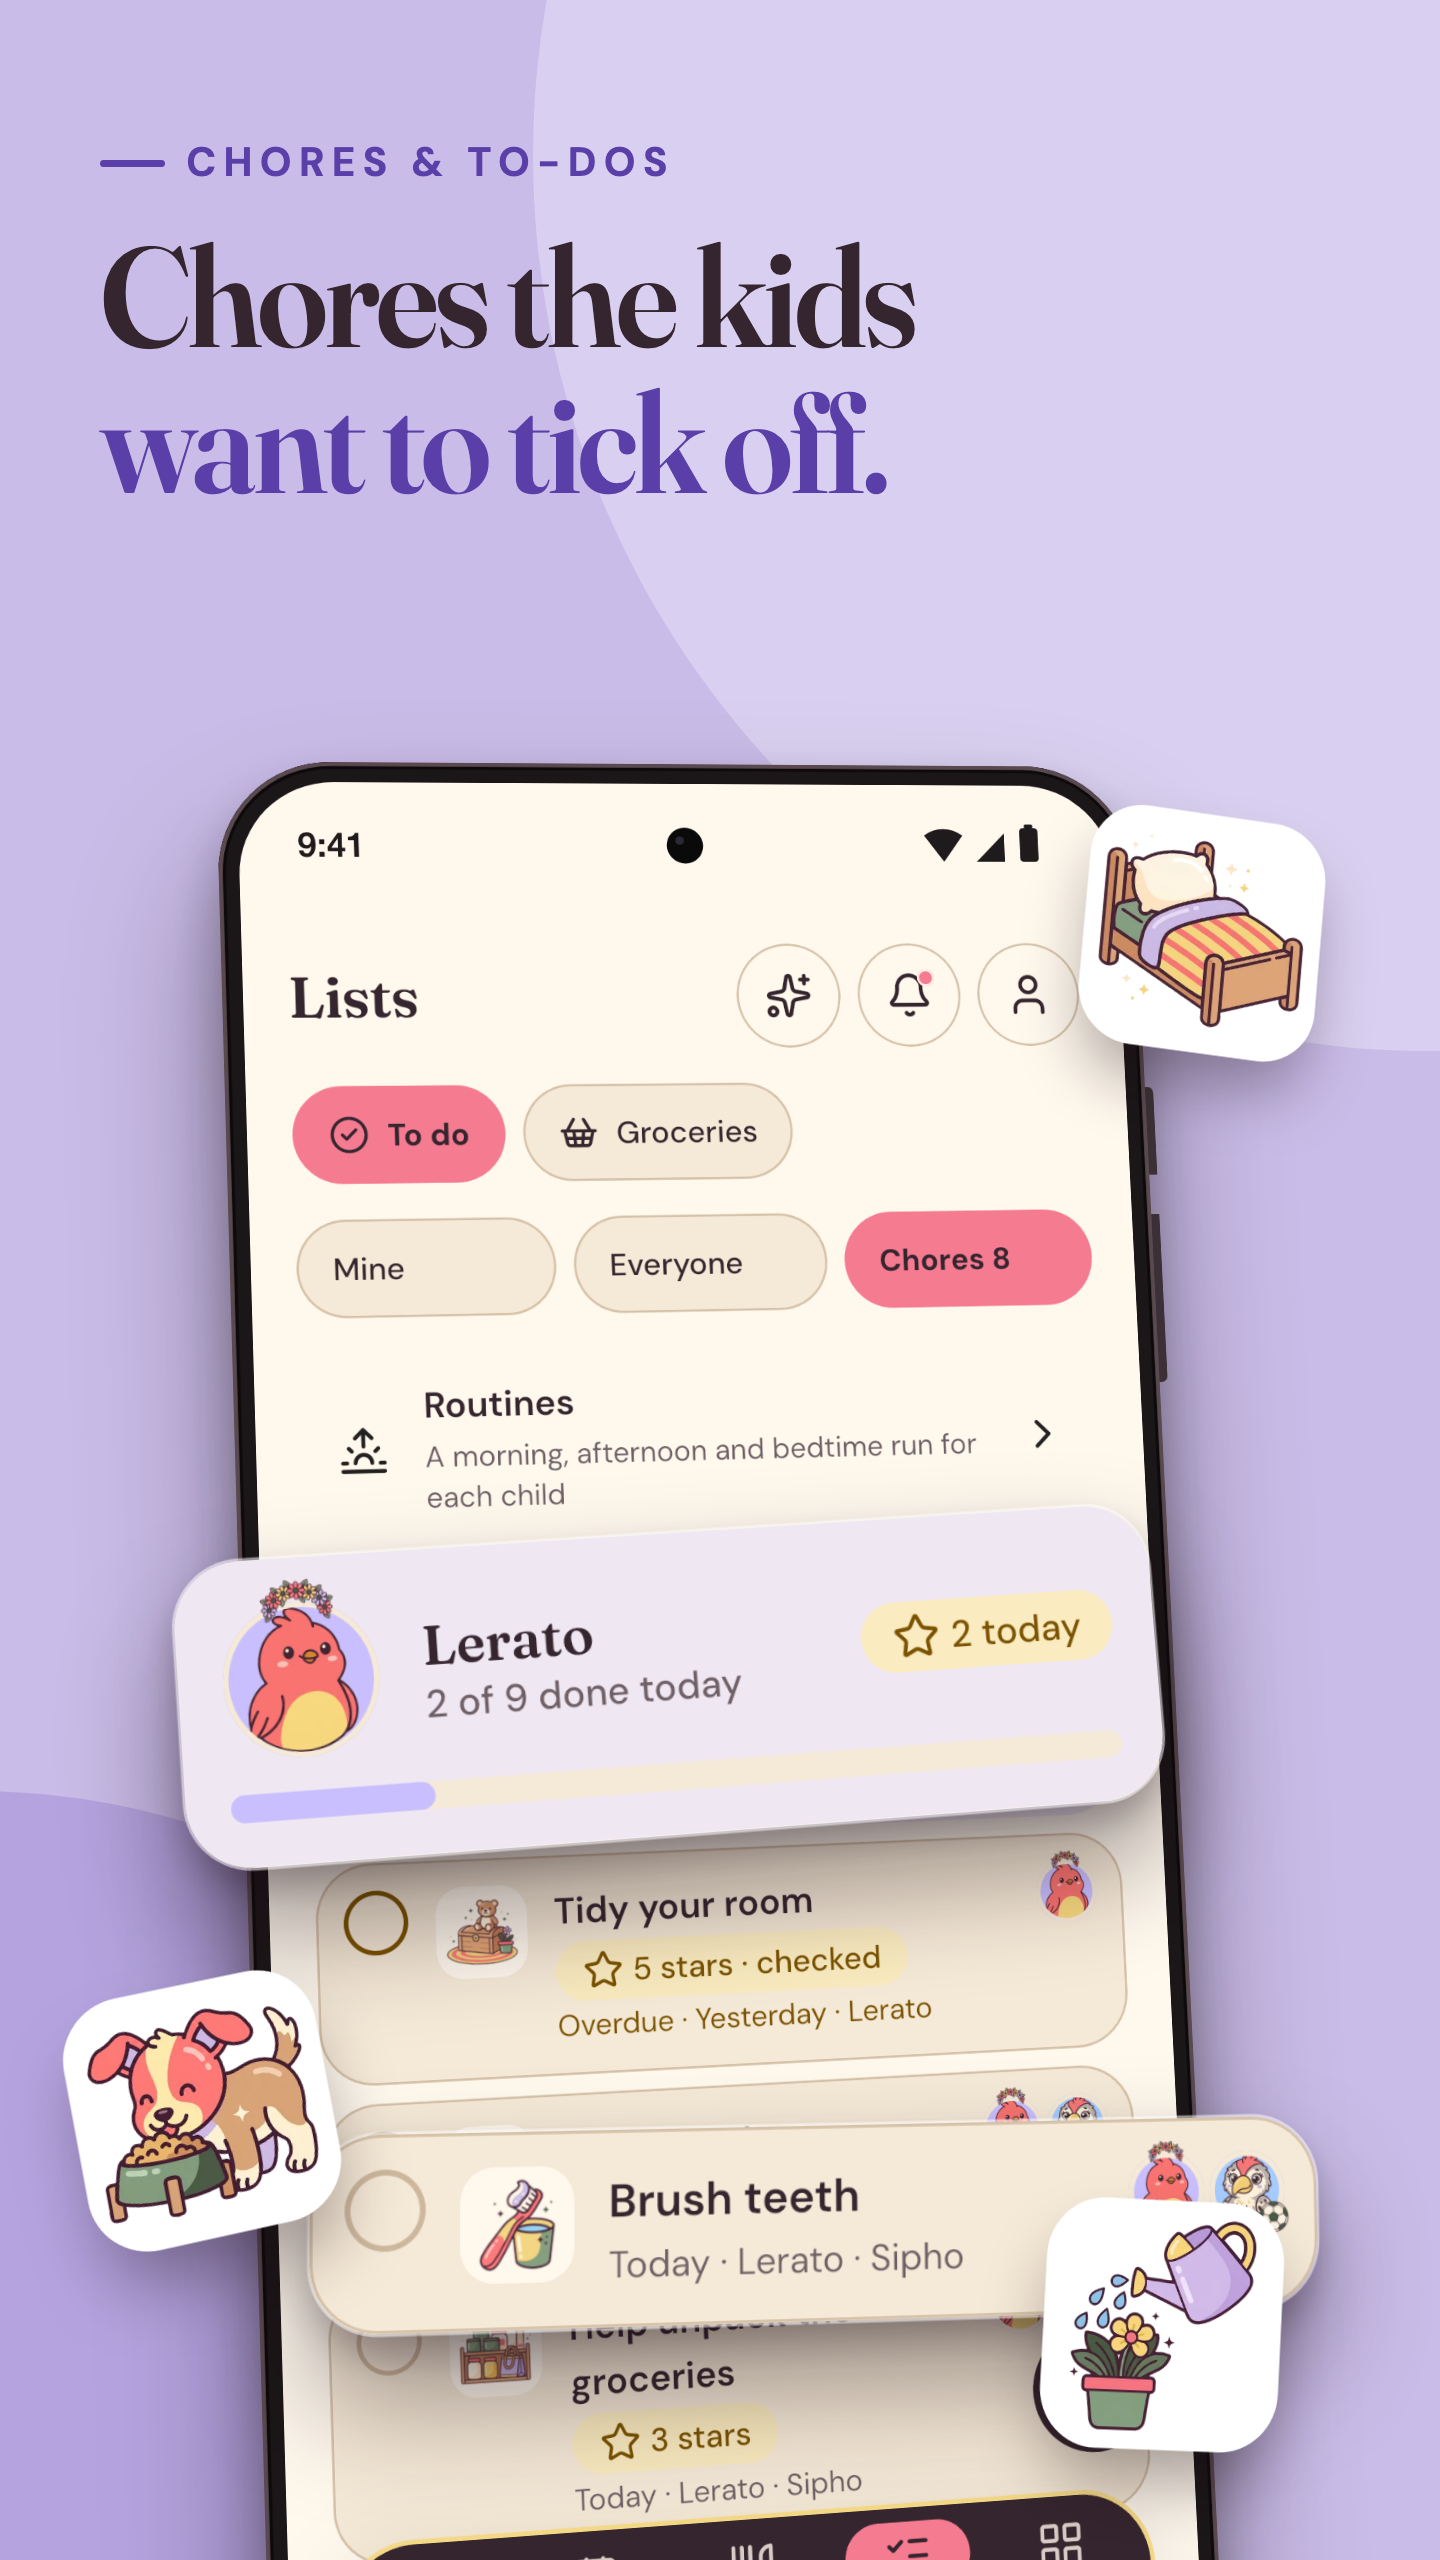 CHORES & TO-DOS
Chores the kids
want to tick off.
9:41
Lists
To do
Groceries
Mine
Everyone
Chores 8
Routines
A morning, afternoon and bedtime run for
each child
Lerato
2 today
2 of 9 done today
Tidy your room
5 stars · checked
Overdue · Yesterday · Lerato
Brush teeth
Today · Lerato · Sipho
Help unpack the
groceries
3 stars
Today · Lerato · Sipho